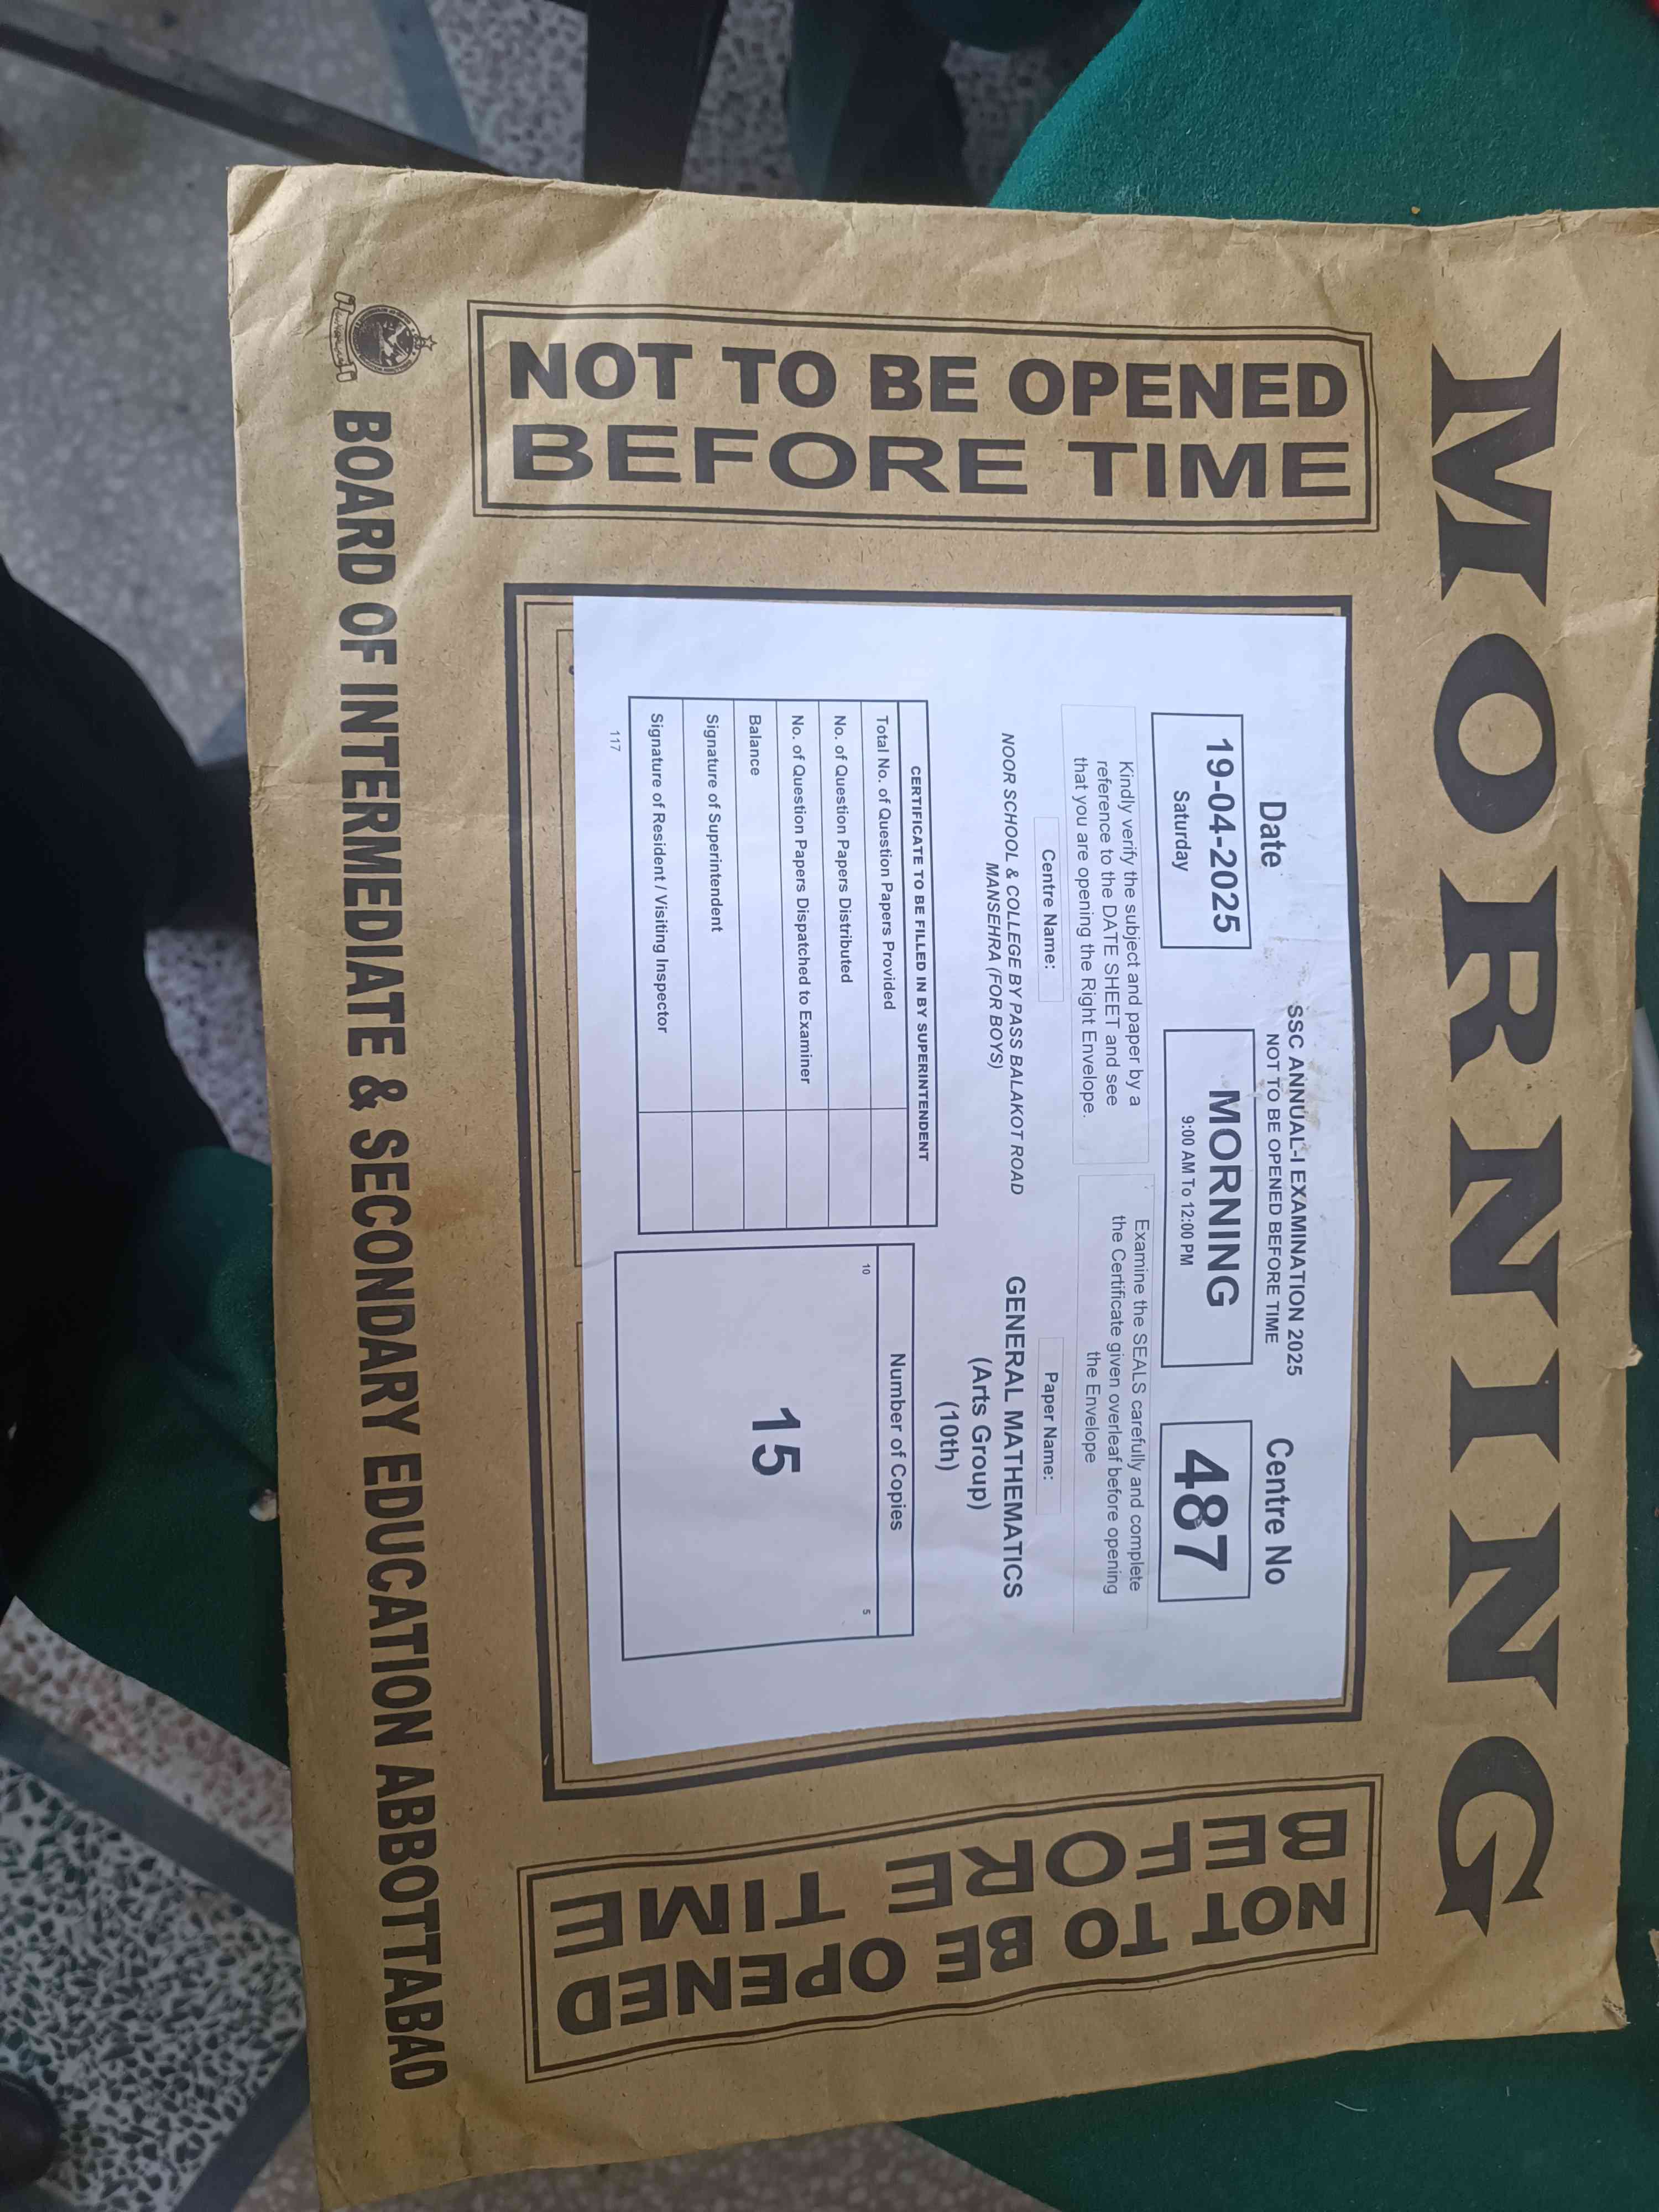 MORNING
NOT TO BE OPENED
BEFORE TIME
SSC ANNUAL-I EXAMINATION 2025
NOT TO BE OPENED BEFORE TIME
Date
19-04-2025
Saturday
MORNING
9:00 AM To 12:00 PM
Centre No
487
Kindly verify the subject and paper by a
reference to the DATE SHEET and see
that you are opening the Right Envelope.
Examine the SEALS carefully and complete
the Certificate given overleaf before opening
the Envelope
Centre Name:
NOOR SCHOOL & COLLEGE BY PASS BALAKOT ROAD
MANSEHRA (FOR BOYS)
Paper Name:
GENERAL MATHEMATICS
(Arts Group)
(10th)
CERTIFICATE TO BE FILLED IN BY SUPERINTENDENT
Total No. of Question Papers Provided
No. of Question Papers Distributed
No. of Question Papers Dispatched to Examiner
Balance
Signature of Superintendent
Signature of Resident / Visiting Inspector
117
Number of Copies
10
5
15
NOT TO BE OPENED
BEFORE TIME
BOARD OF INTERMEDIATE & SECONDARY EDUCATION ABBOTTABAD